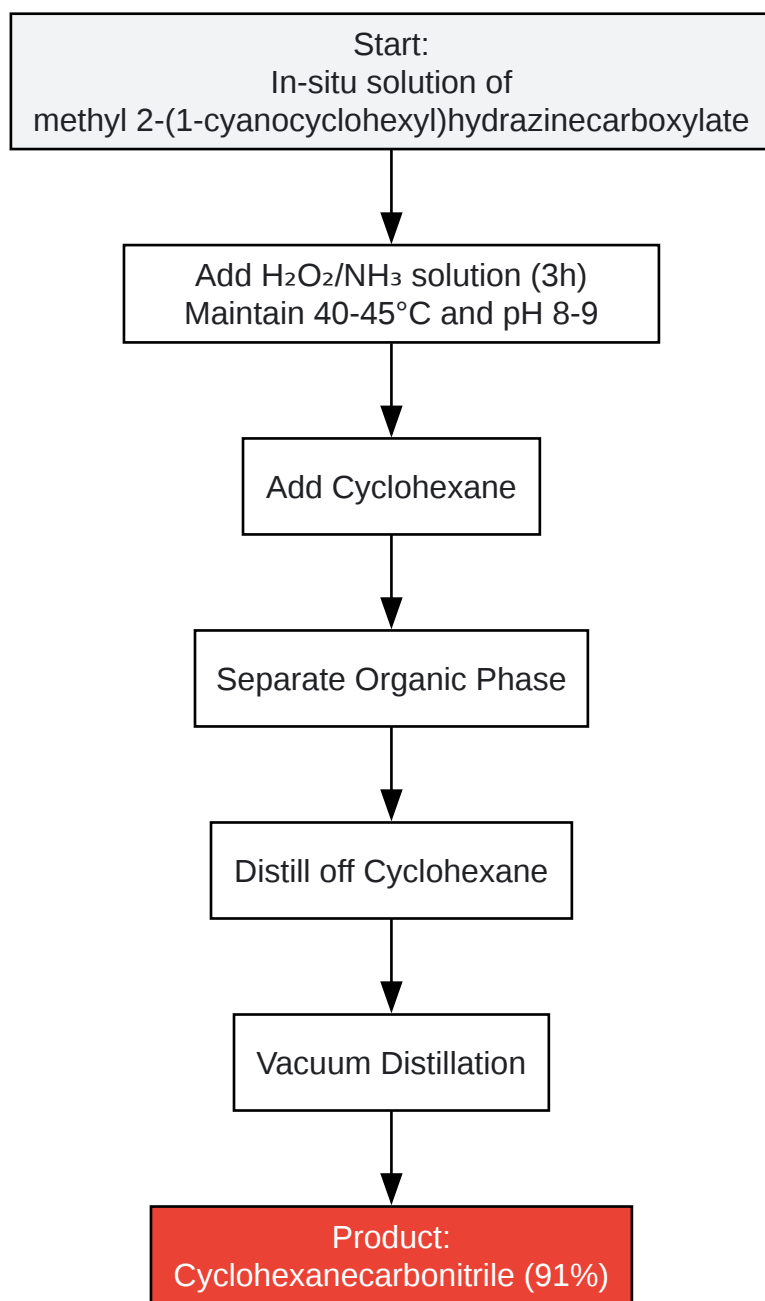 Start:
In-situ solution of
methyl 2-(1-cyanocyclohexyl)hydrazinecarboxylate
Add H₂O₂/NH₃ solution (3h)
Maintain 40-45°C and pH 8-9
Add Cyclohexane
Separate Organic Phase
Distill off Cyclohexane
Vacuum Distillation
Product:
Cyclohexanecarbonitrile (91%)